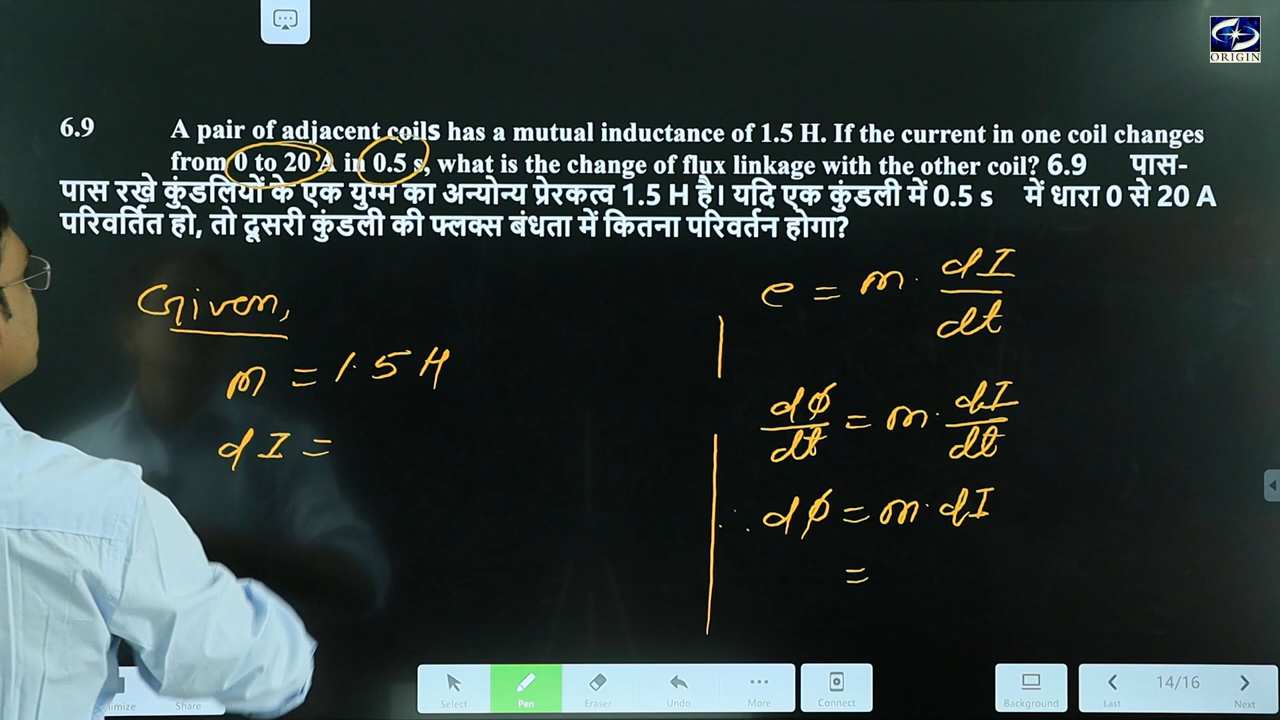 ORIGIN
6.9 A pair of adjacent coils has a mutual inductance of 1.5 H. If the current in one coil changes
from 0 to 20 A in 0.5 s, what is the change of flux linkage with the other coil? 6.9 पास-
पास रखे कुंडलियों के एक युग्म का अन्योन्य प्रेरकत्व 1.5 H है। यदि एक कुंडली में 0.5 s में धारा 0 से 20 A
परिवर्तित हो, तो दूसरी कुंडली की फ्लक्स बंधता में कितना परिवर्तन होगा?
Given,
m = 1.5 H
dI =
e = m. dI/dt
dϕ/dt = m. dI/dt
∴ dϕ = m. dI
=
Share
Select
Pen
Eraser
Undo
More
Connect
Background
14/16
Last
Next